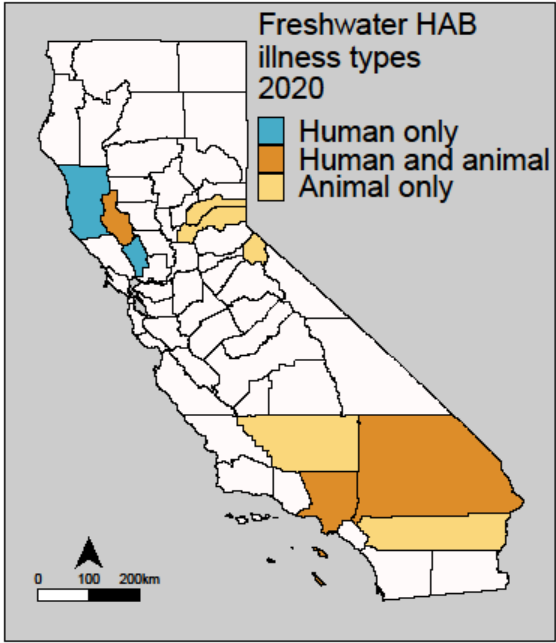 Freshwater HAB
illness types
2020
Human only
Human and animal
Animal only
0 100 200km